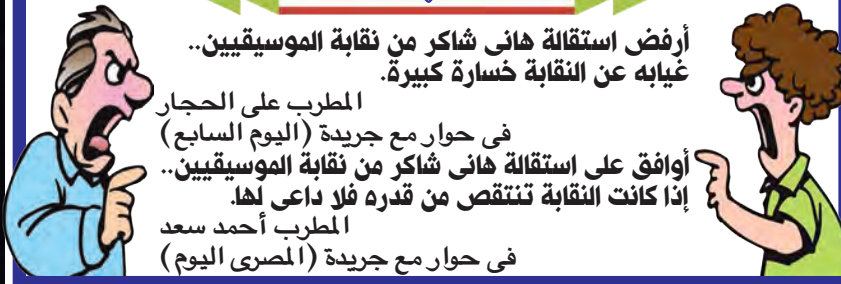 أرفض استقالة هانى شاكر من نقابة الموسيقيين..
غيابه عن النقابة خسارة كبيرة.
المطرب على الحجار
فى حوار مع جريدة (اليوم السابع)
أوافق على استقالة هانى شاكر من نقابة الموسيقيين..
إذا كانت النقابة تنتقص من قدره فلا داعى لها.
المطرب أحمد سعد
فى حوار مع جريدة (المصرى اليوم)